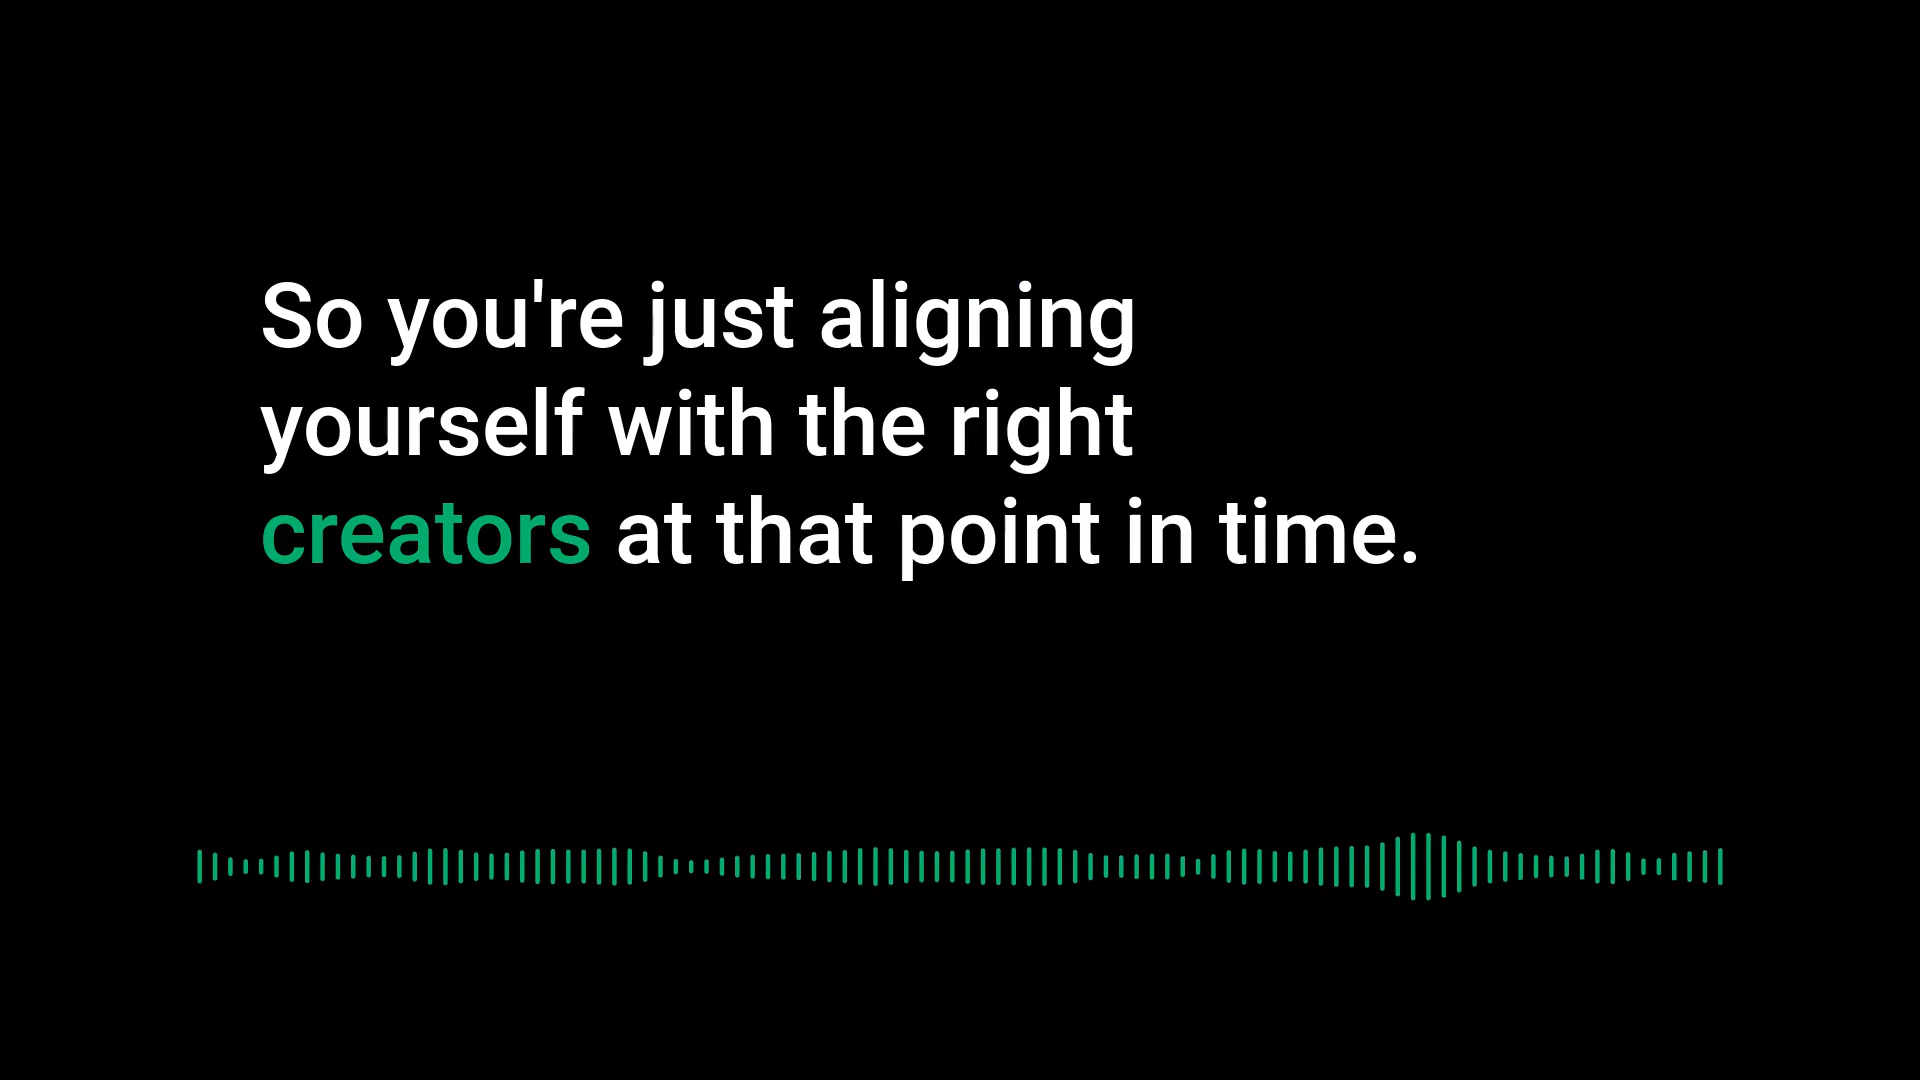 So you're just aligning
yourself with the right
creators at that point in time.